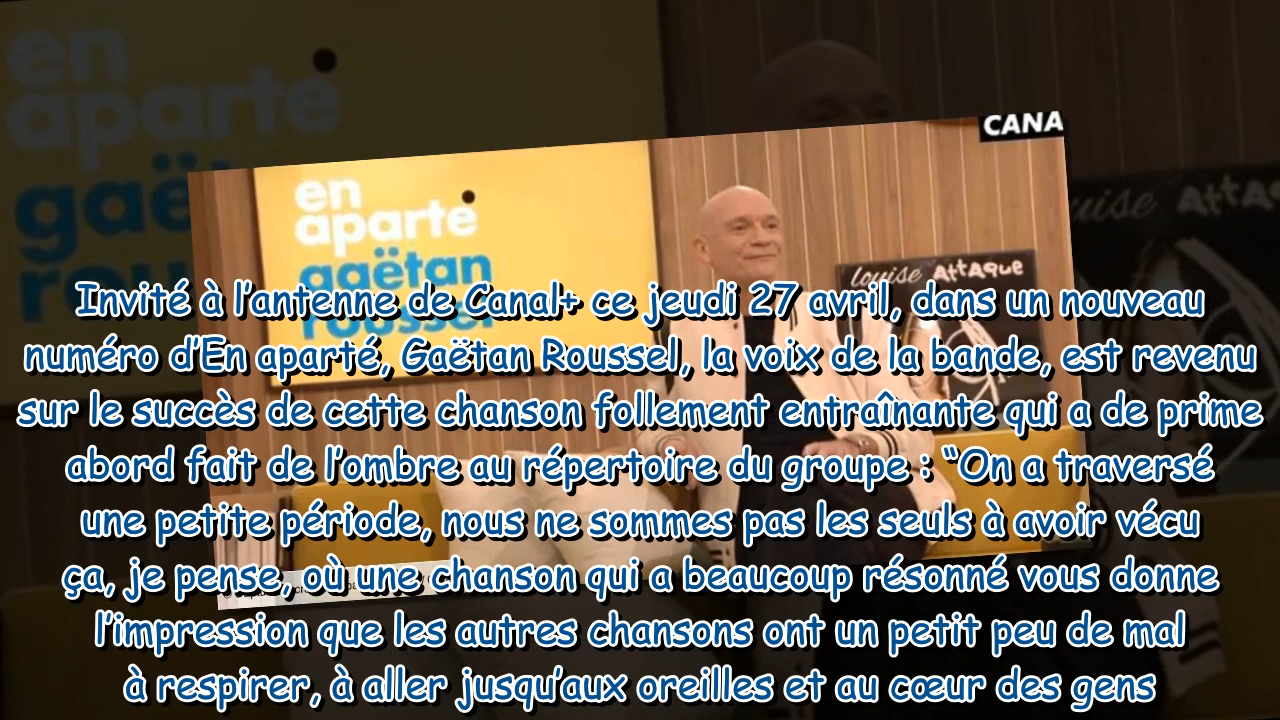 en
aparté
gaëtan
roussel
CANA
louise ATTAQUE
Invité à l’antenne de Canal+ ce jeudi 27 avril, dans un nouveau
numéro d’En aparté, Gaëtan Roussel, la voix de la bande, est revenu
sur le succès de cette chanson follement entraînante qui a de prime
abord fait de l’ombre au répertoire du groupe : “On a traversé
une petite période, nous ne sommes pas les seuls à avoir vécu
ça, je pense, où une chanson qui a beaucoup résonné vous donne
l’impression que les autres chansons ont un petit peu de mal
à respirer, à aller jusqu’aux oreilles et au cœur des gens